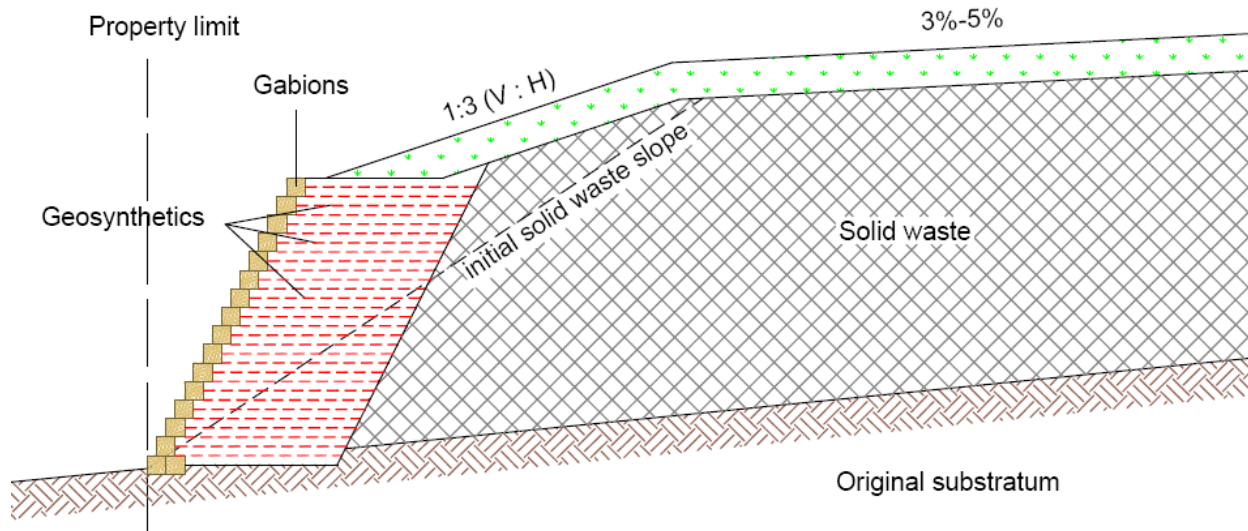 Property limit
3%-5%
Gabions
1:3 (V : H)
Geosynthetics
initial solid waste slope
Solid waste
Original substratum